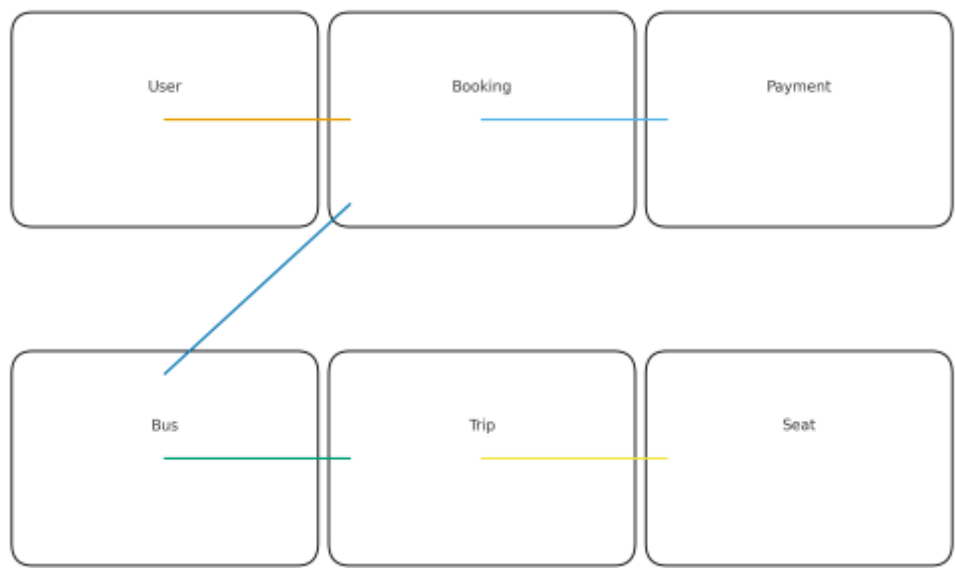 User
Booking
Payment
Bus
Trip
Seat